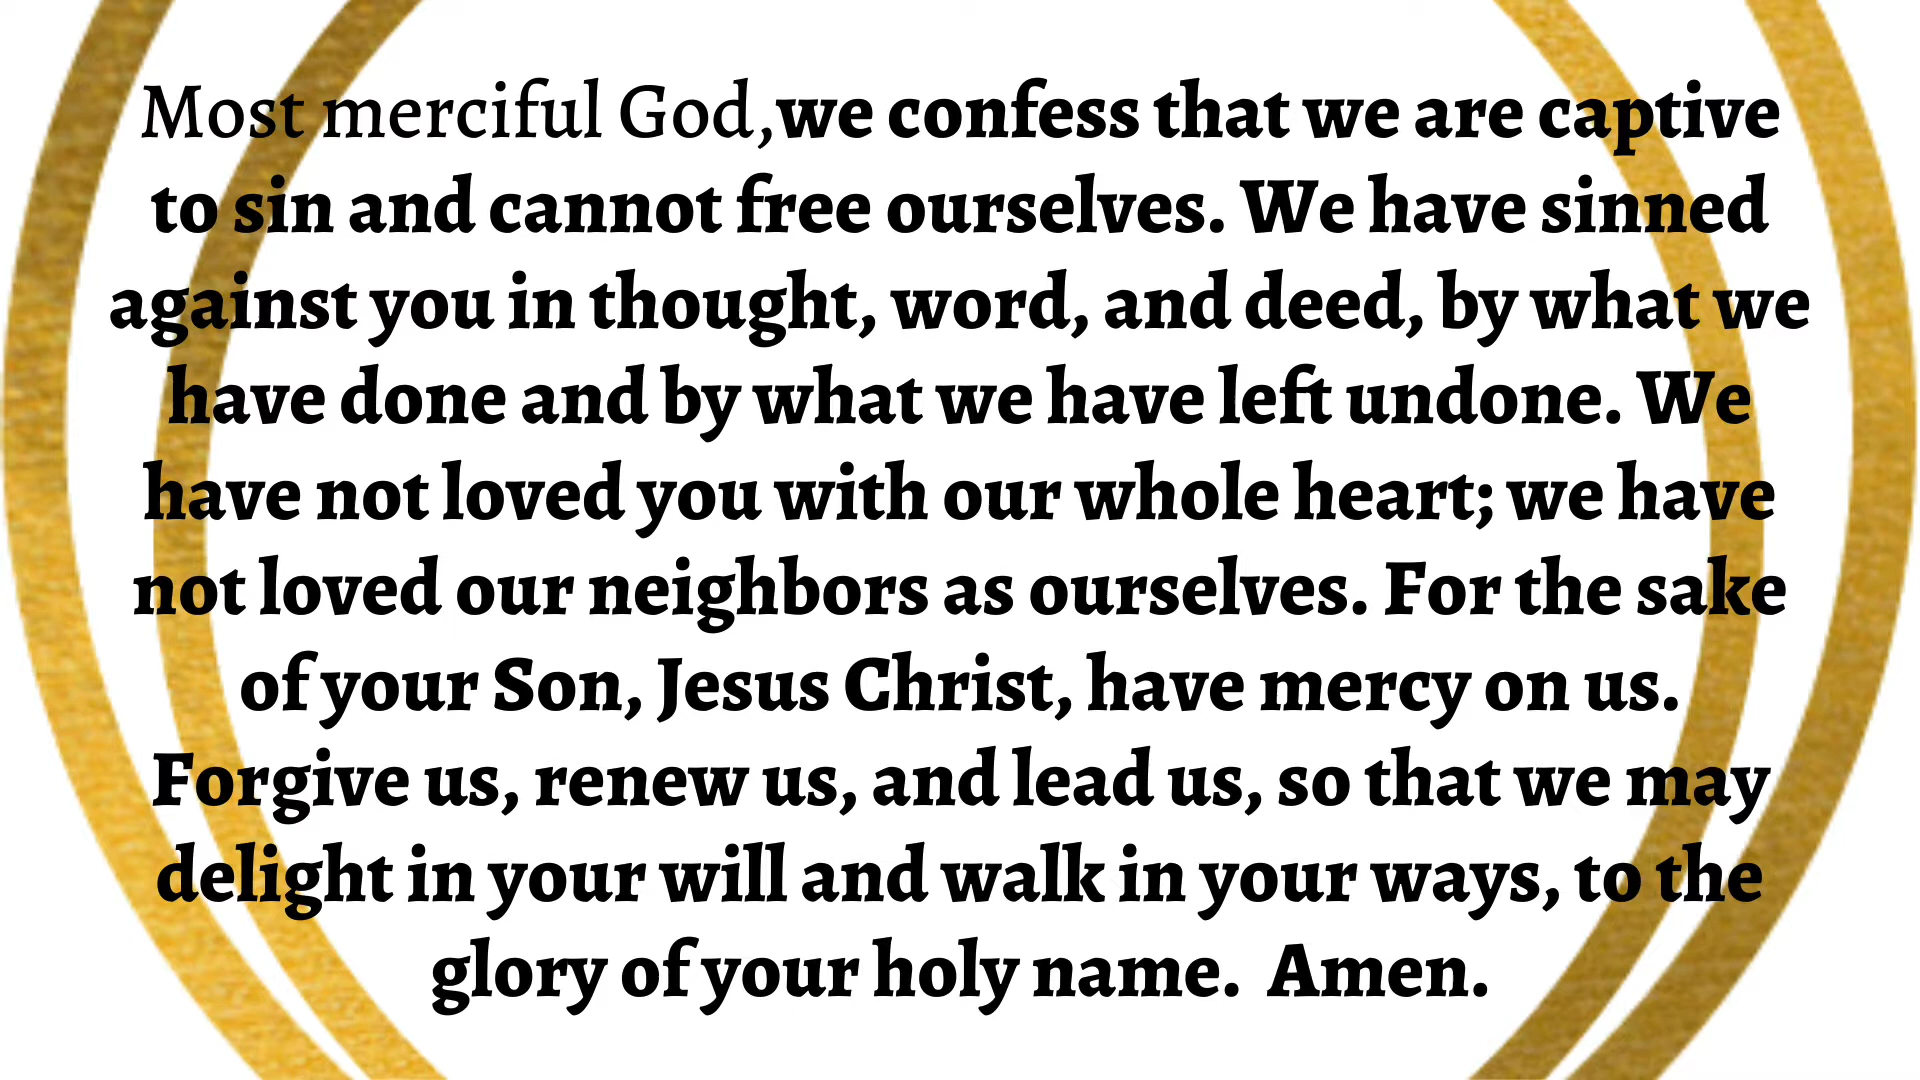 Most merciful God,we confess that we are captive
to sin and cannot free ourselves. We have sinned
against you in thought, word, and deed, by what we
have done and by what we have left undone. We
have not loved you with our whole heart; we have
not loved our neighbors as ourselves. For the sake
of your Son, Jesus Christ, have mercy on us.
Forgive us, renew us, and lead us, so that we may
delight in your will and walk in your ways, to the
glory of your holy name.  Amen.